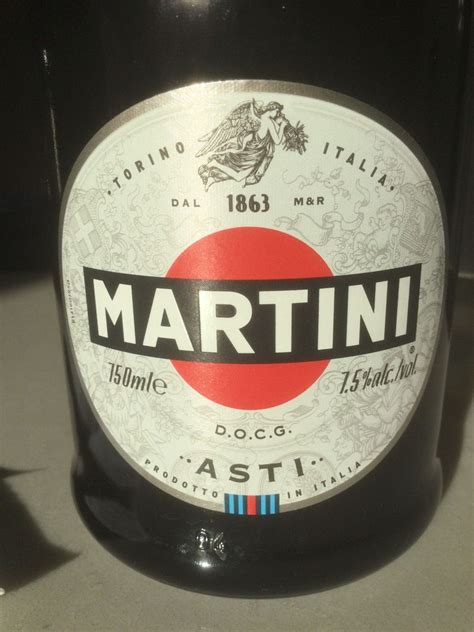 TORINO ITALIA
DAL 1863 M&R
MARTINI
750mle 7.5%alc./vol.
D.O.C.G.
ASTI
PRODOTTO IN ITALIA